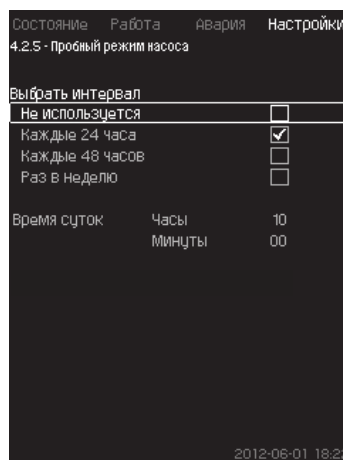 Состояние Работа Авария Настройки
4.2.5 - Пробный режим насоса
Выбрать интервал
Не используется
Каждые 24 часа
Каждые 48 часов
Раз в неделю
Время суток Часы 10
Минуты 00
2012-06-01 18:22